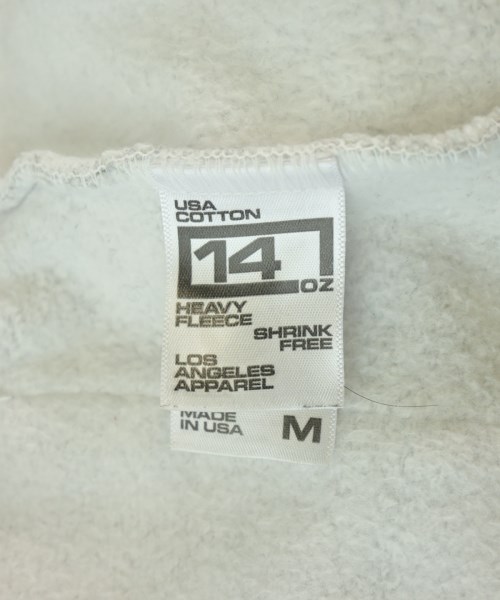 USA
COTTON
14
OZ
HEAVY
FLEECE
SHRINK
FREE
LOS
ANGELES
APPAREL
MADE
IN USA
M